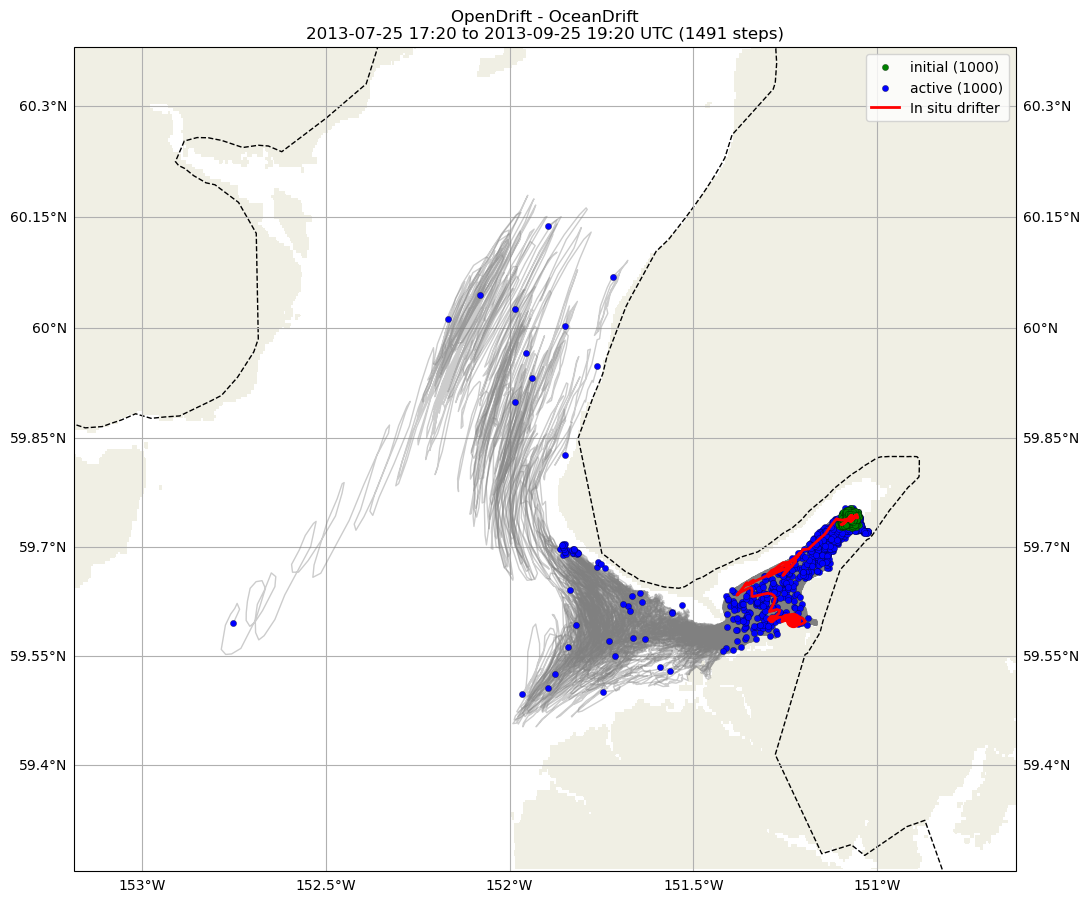 OpenDrift - OceanDrift
2013-07-25 17:20 to 2013-09-25 19:20 UTC (1491 steps)
initial (1000)
active (1000)
In situ drifter
60.3°N
60.3°N
60.15°N
60.15°N
60°N
60°N
59.85°N
59.85°N
59.7°N
59.7°N
59.55°N
59.55°N
59.4°N
59.4°N
153°W
152.5°W
152°W
151.5°W
151°W